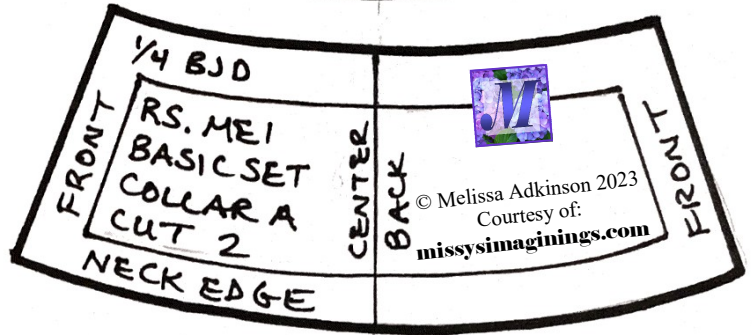 1/4 BJD
RS. MEI
BASIC SET
COLLAR A
CUT 2
FRONT
NECK EDGE
CENTER
BACK
M
© Melissa Adkinson 2023
Courtesy of:
missysimaginings.com
FRONT